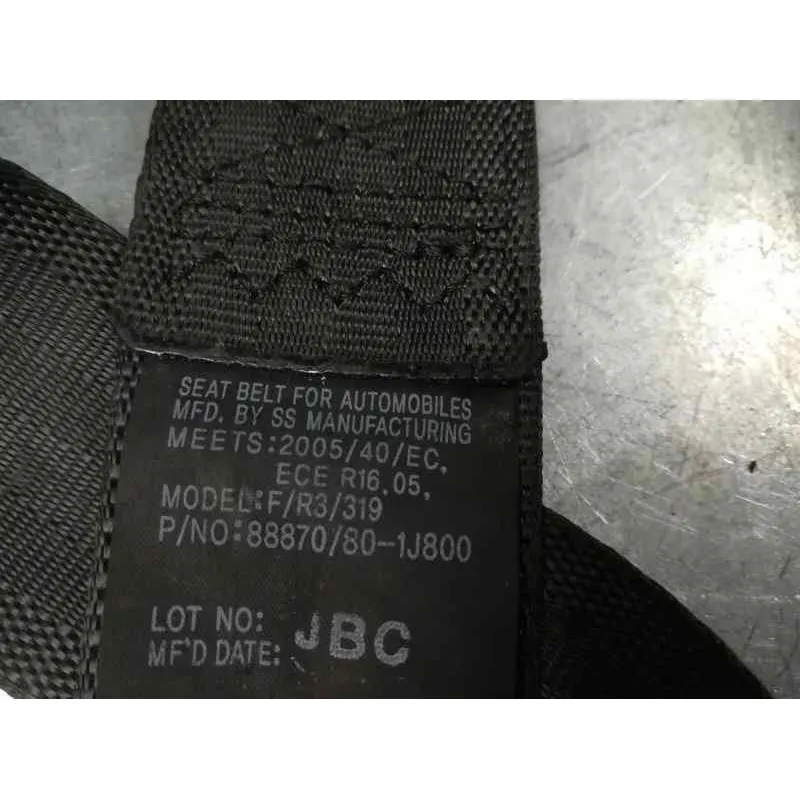 SEAT BELT FOR AUTOMOBILES
MFD. BY SS MANUFACTURING
MEETS:2005/40/EC,
ECE R16.05,
MODEL:F/R3/319
P/NO:88870/80-1J800
LOT NO:
MF'D DATE: JBC